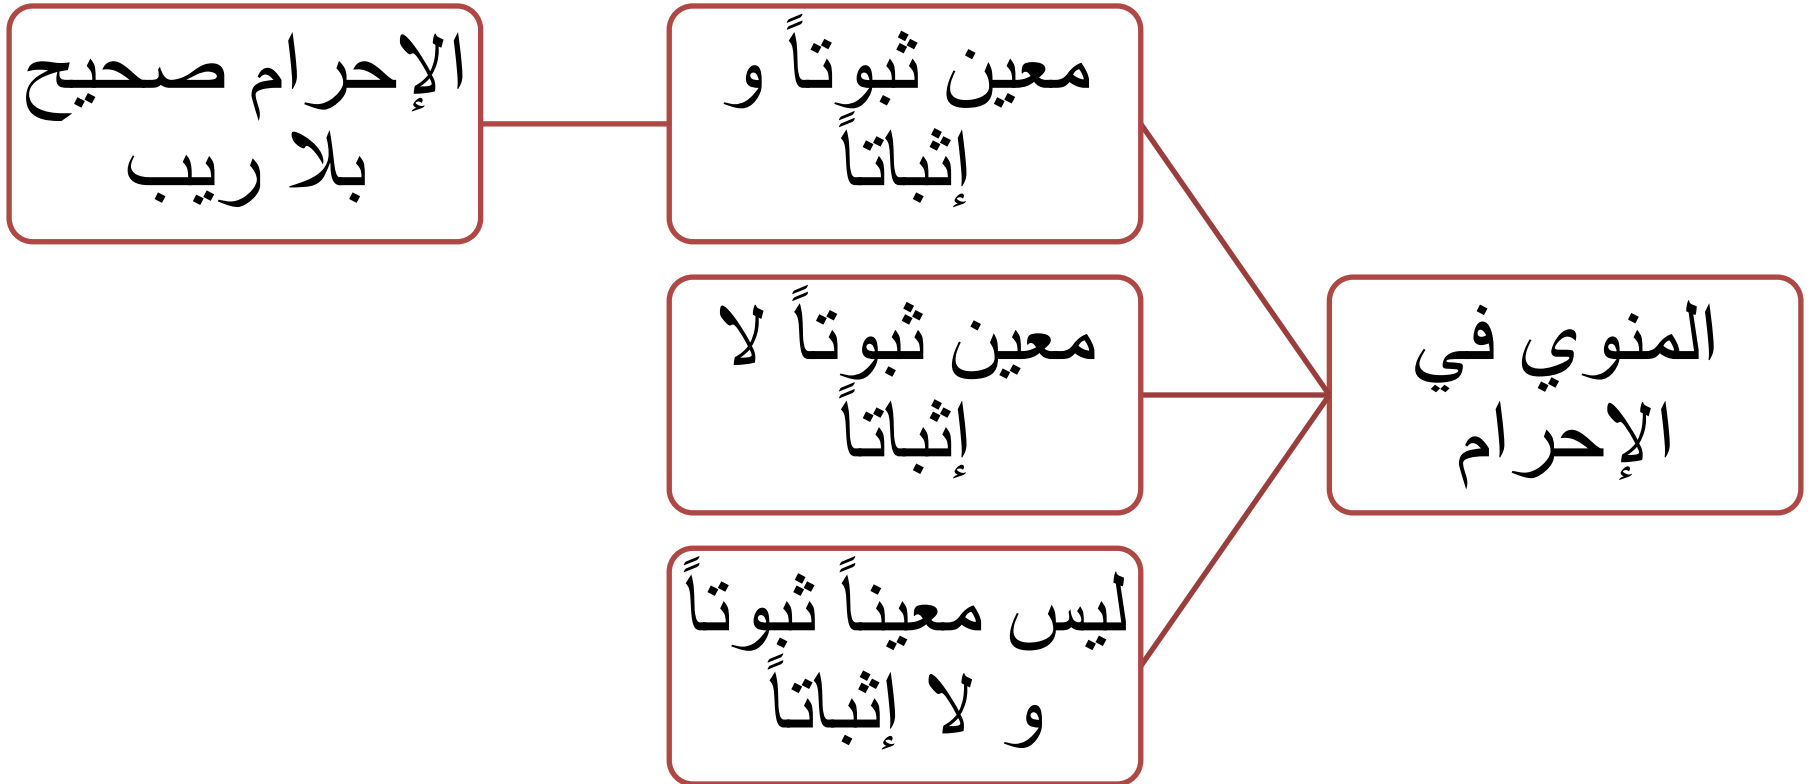 المنوي في
الإحرام
معين ثبوتاً و
إثباتاً
الإحرام صحيح
بلا ريب
معين ثبوتاً لا
إثباتاً
ليس معيناً ثبوتاً
و لا إثباتاً